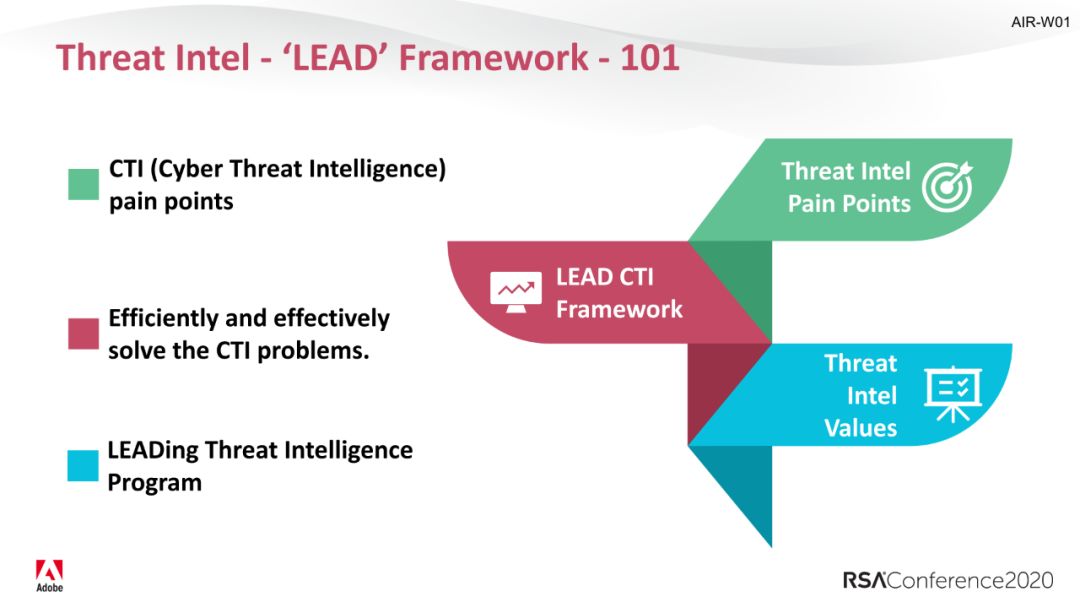 AIR-W01
Threat Intel - ‘LEAD’ Framework - 101
CTI (Cyber Threat Intelligence)
pain points
Efficiently and effectively
solve the CTI problems.
LEADing Threat Intelligence
Program
Threat Intel
Pain Points
LEAD CTI
Framework
Threat
Intel
Values
Adobe
RSAConference2020